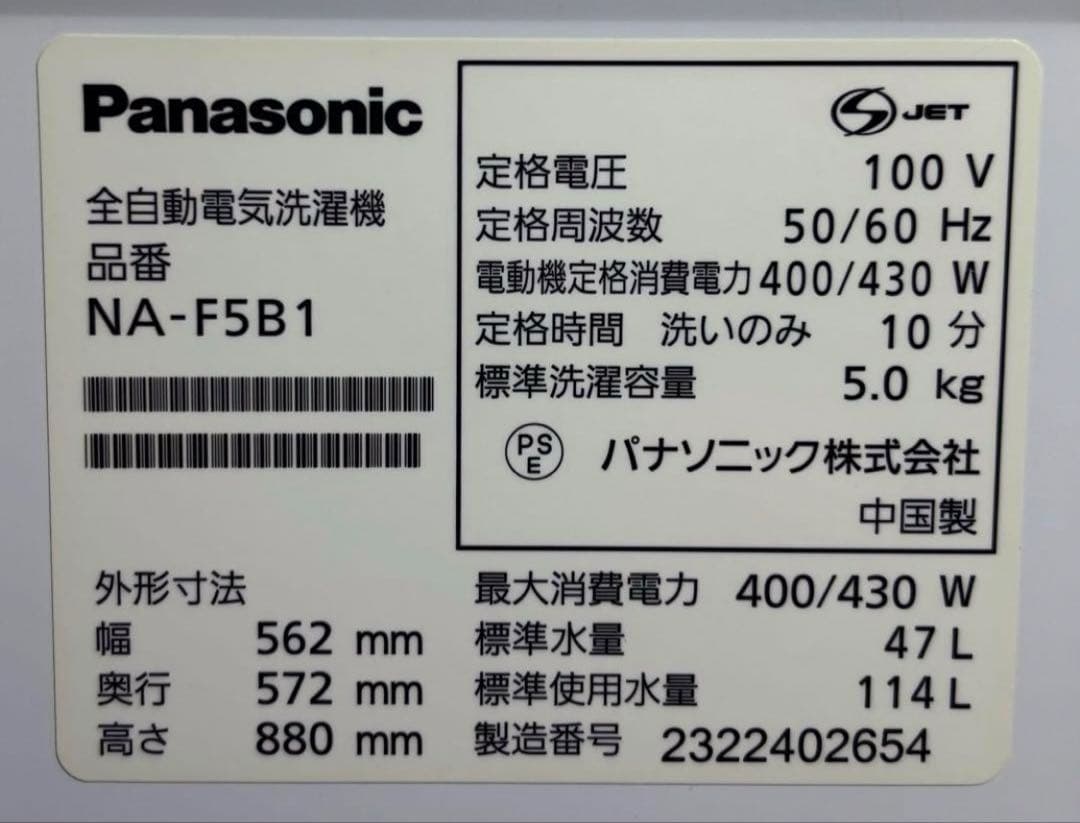 Panasonic
全自動電気洗濯機
品番
NA-F5B1
S JET
定格電圧 100 V
定格周波数 50/60 Hz
電動機定格消費電力 400/430 W
定格時間 洗いのみ 10 分
標準洗濯容量 5.0 kg
PS
E
パナソニック株式会社
中国製
外形寸法
幅 562 mm
奥行 572 mm
高さ 880 mm
最大消費電力 400/430 W
標準水量 47 L
標準使用水量 114 L
製造番号 2322402654